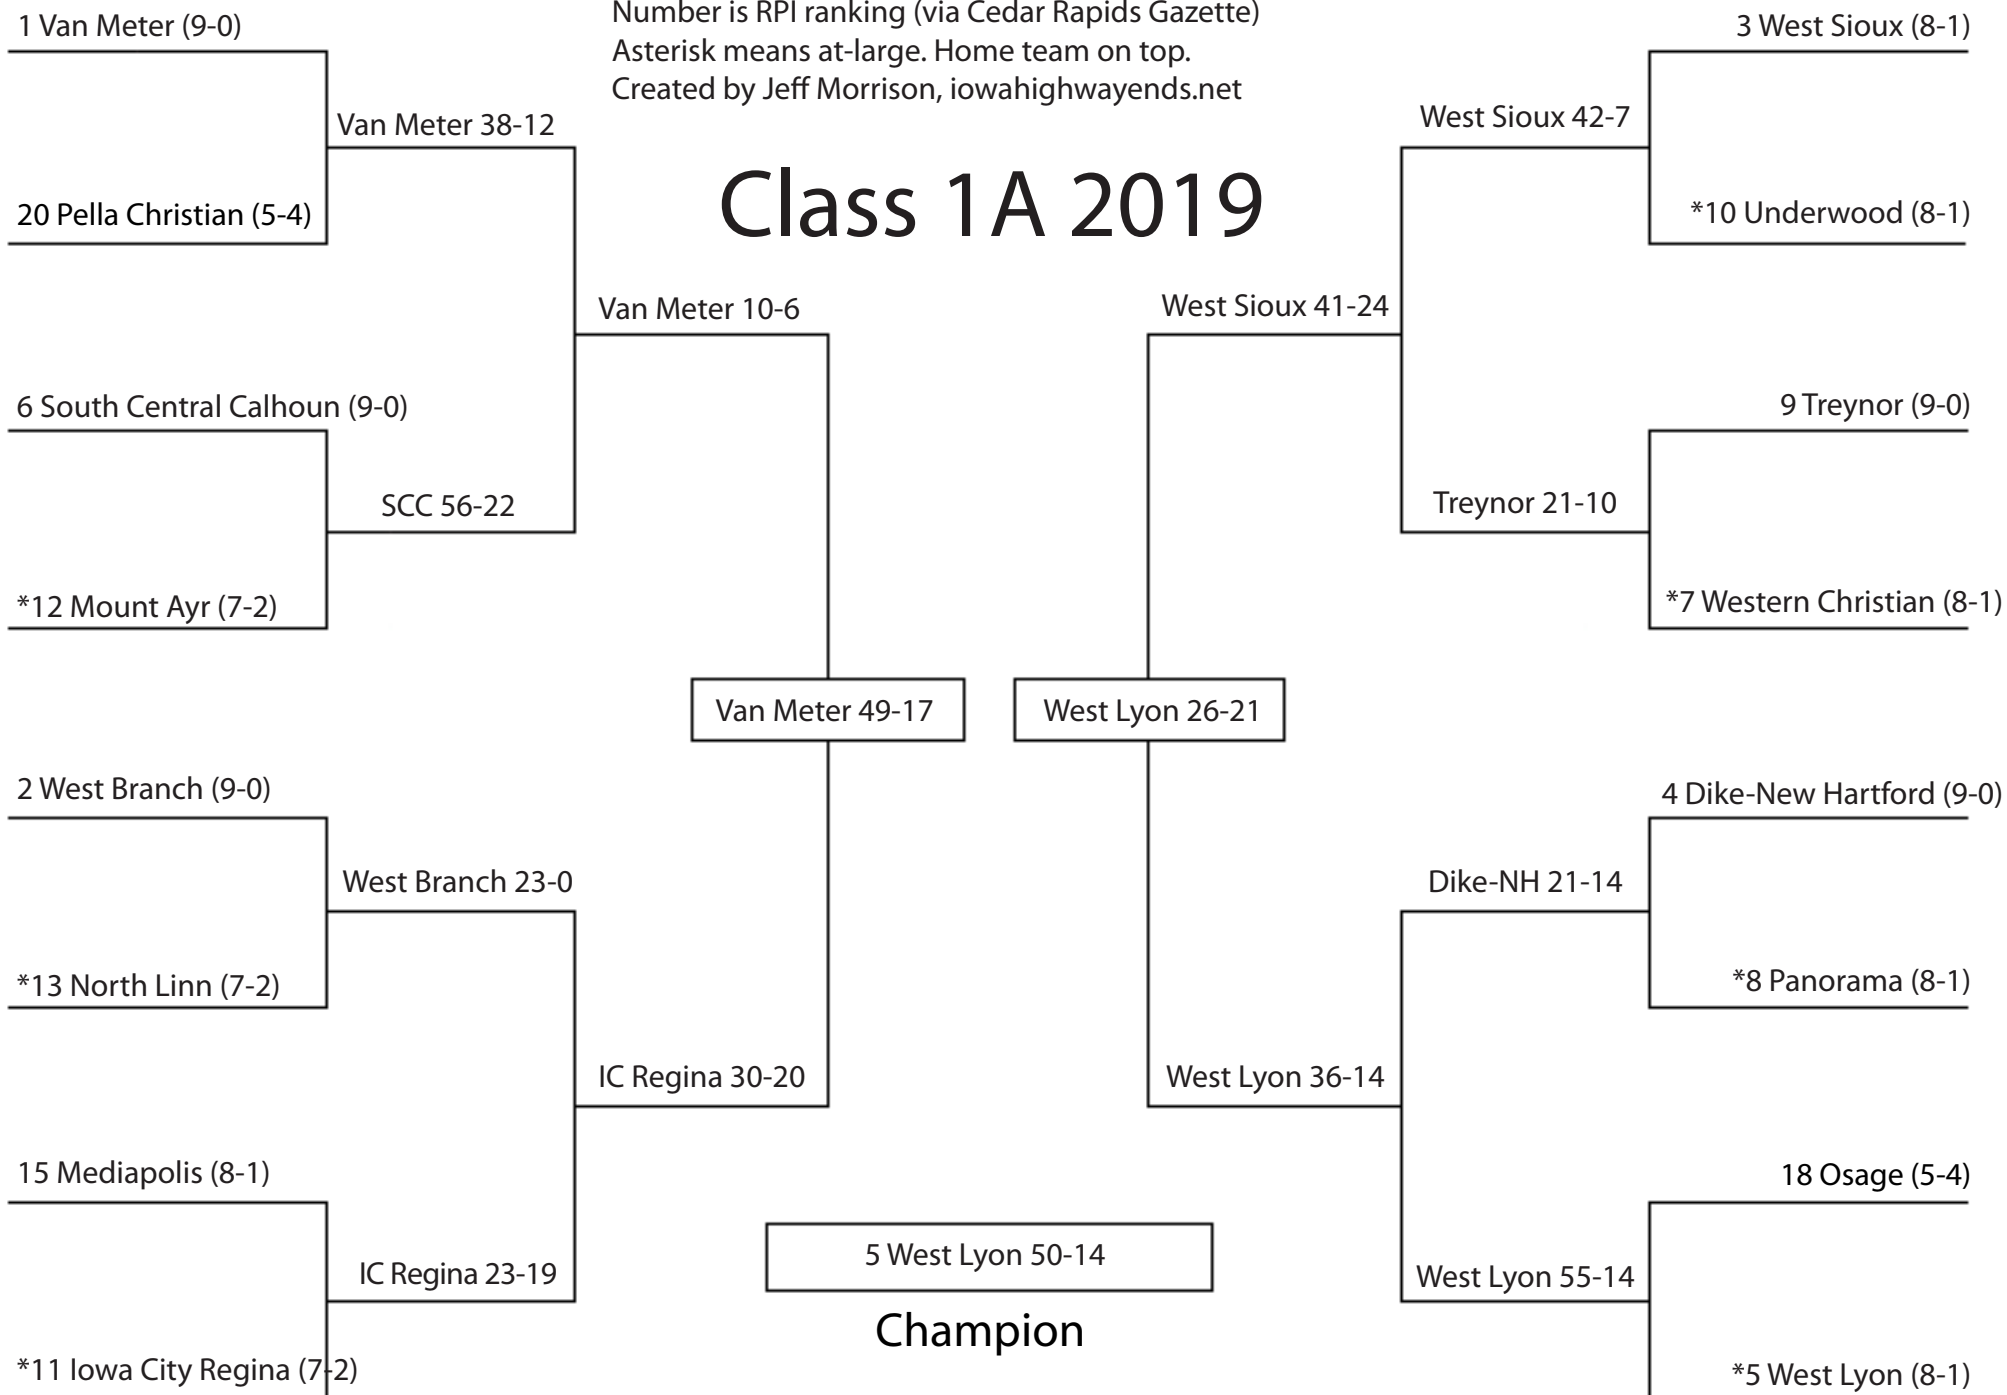 Number is RPI ranking (via Cedar Rapids Gazette)
Asterisk means at-large. Home team on top.
Created by Jeff Morrison, iowahighwayends.net
Class 1A 2019
1 Van Meter (9-0)
Van Meter 38-12
20 Pella Christian (5-4)
Van Meter 10-6
6 South Central Calhoun (9-0)
SCC 56-22
*12 Mount Ayr (7-2)
Van Meter 49-17
2 West Branch (9-0)
West Branch 23-0
*13 North Linn (7-2)
IC Regina 30-20
15 Mediapolis (8-1)
IC Regina 23-19
*11 Iowa City Regina (7-2)
3 West Sioux (8-1)
West Sioux 42-7
*10 Underwood (8-1)
West Sioux 41-24
9 Treynor (9-0)
Treynor 21-10
*7 Western Christian (8-1)
West Lyon 26-21
4 Dike-New Hartford (9-0)
Dike-NH 21-14
*8 Panorama (8-1)
West Lyon 36-14
18 Osage (5-4)
West Lyon 55-14
*5 West Lyon (8-1)
5 West Lyon 50-14
Champion